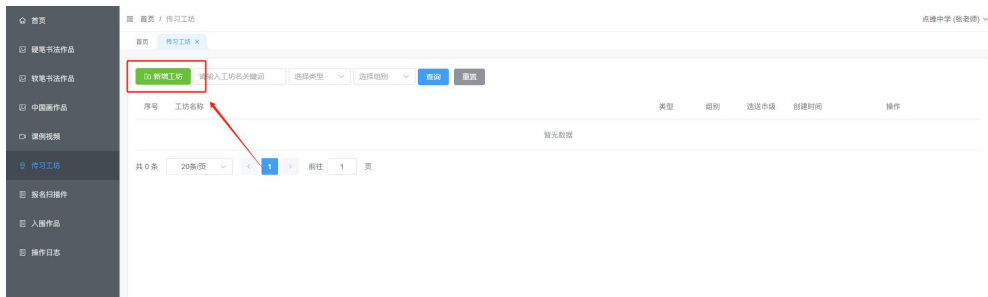 首页
硬笔书法作品
软笔书法作品
中国画作品
课例视频
传习工坊
报名扫描件
入围作品
操作日志
首页 / 传习工坊
点维中学 (张老师)
首页 传习工坊 ×
新增工坊 请输入工坊名关键词 选择类型 选择组别 查询 重置
序号 工坊名称 类型 组别 选送市级 创建时间 操作
暂无数据
共 0 条 20条/页 < 1 > 前往 1 页